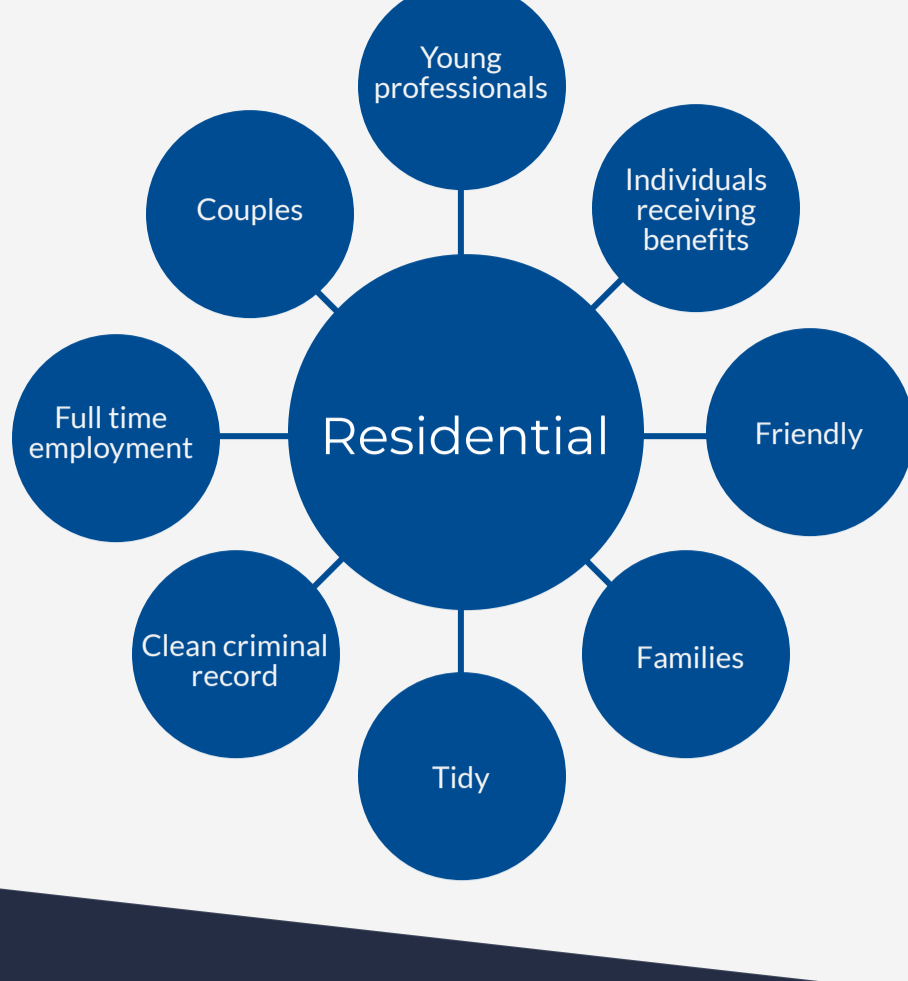 Young
professionals
Individuals
receiving
benefits
Couples
Full time
employment
Residential
Friendly
Clean criminal
record
Families
Tidy